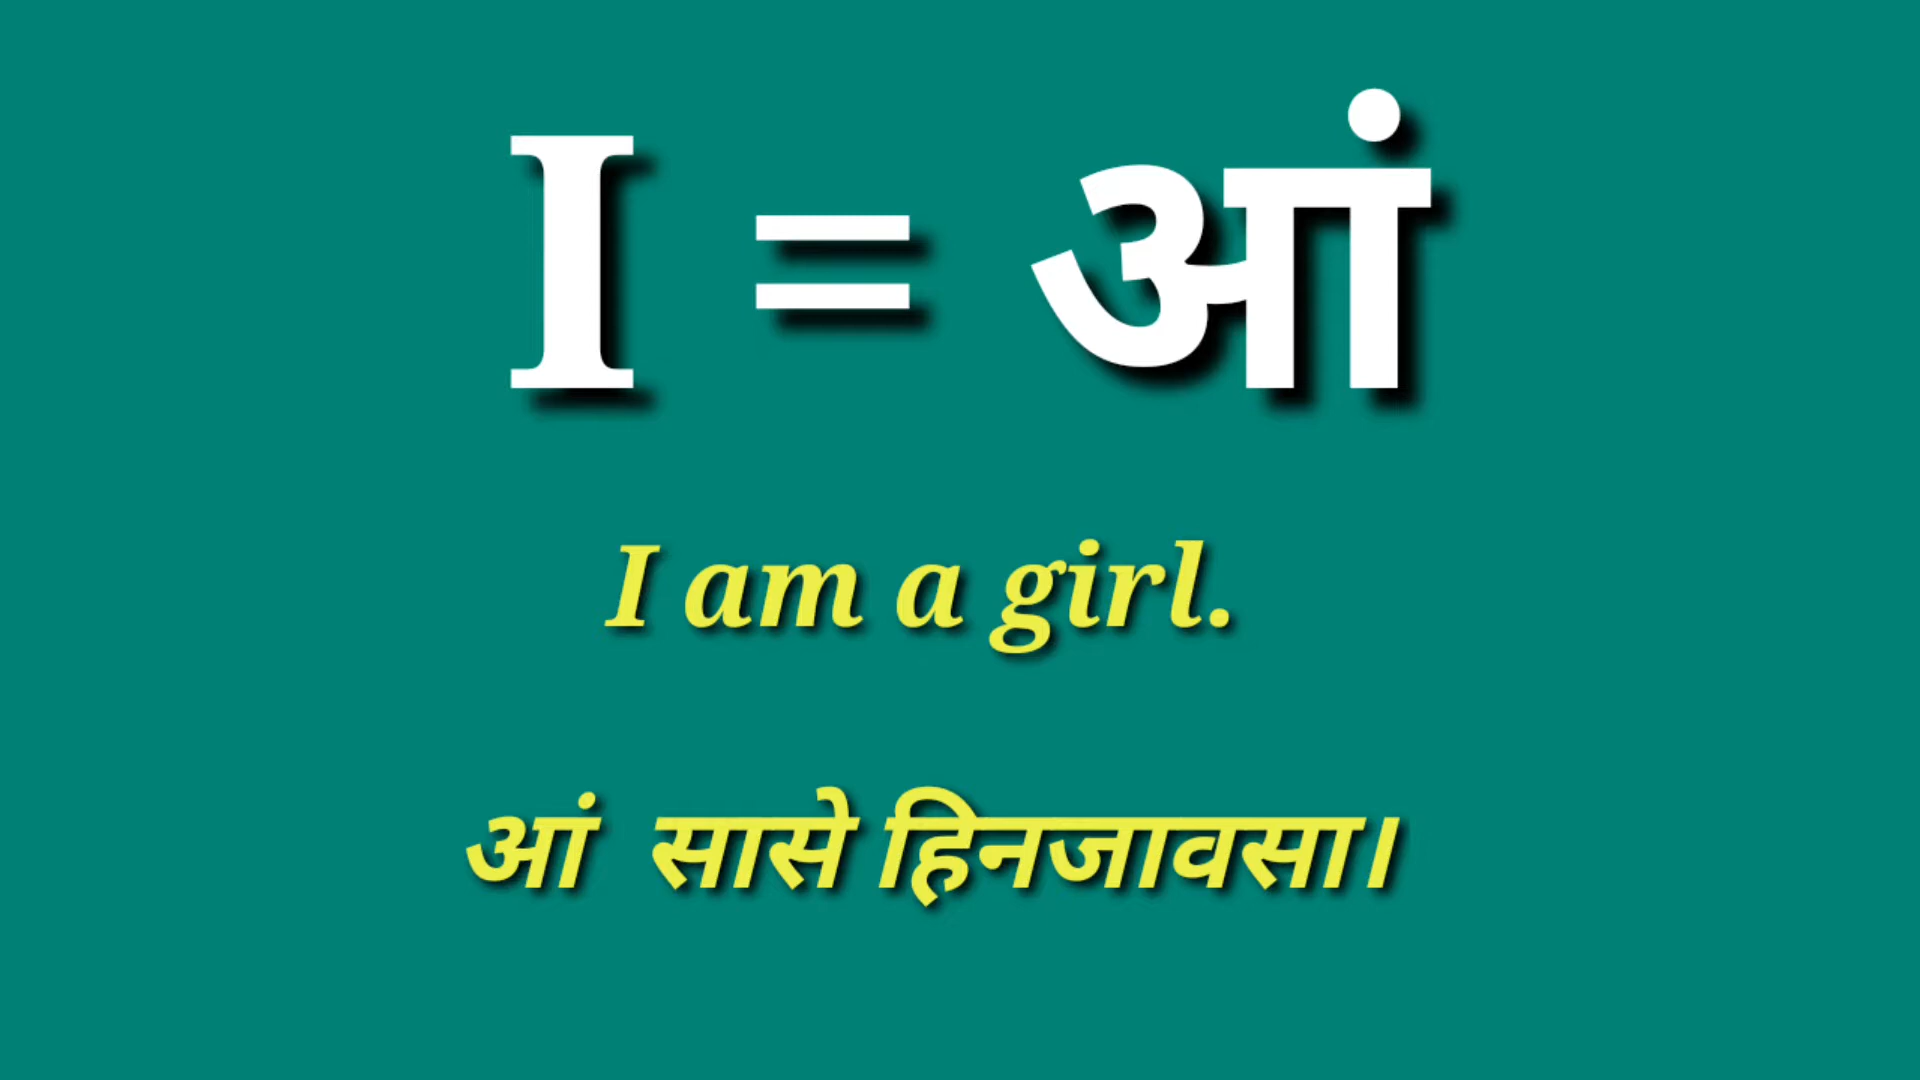 I = आं
I am a girl.
आं सासे हिनजावसा।